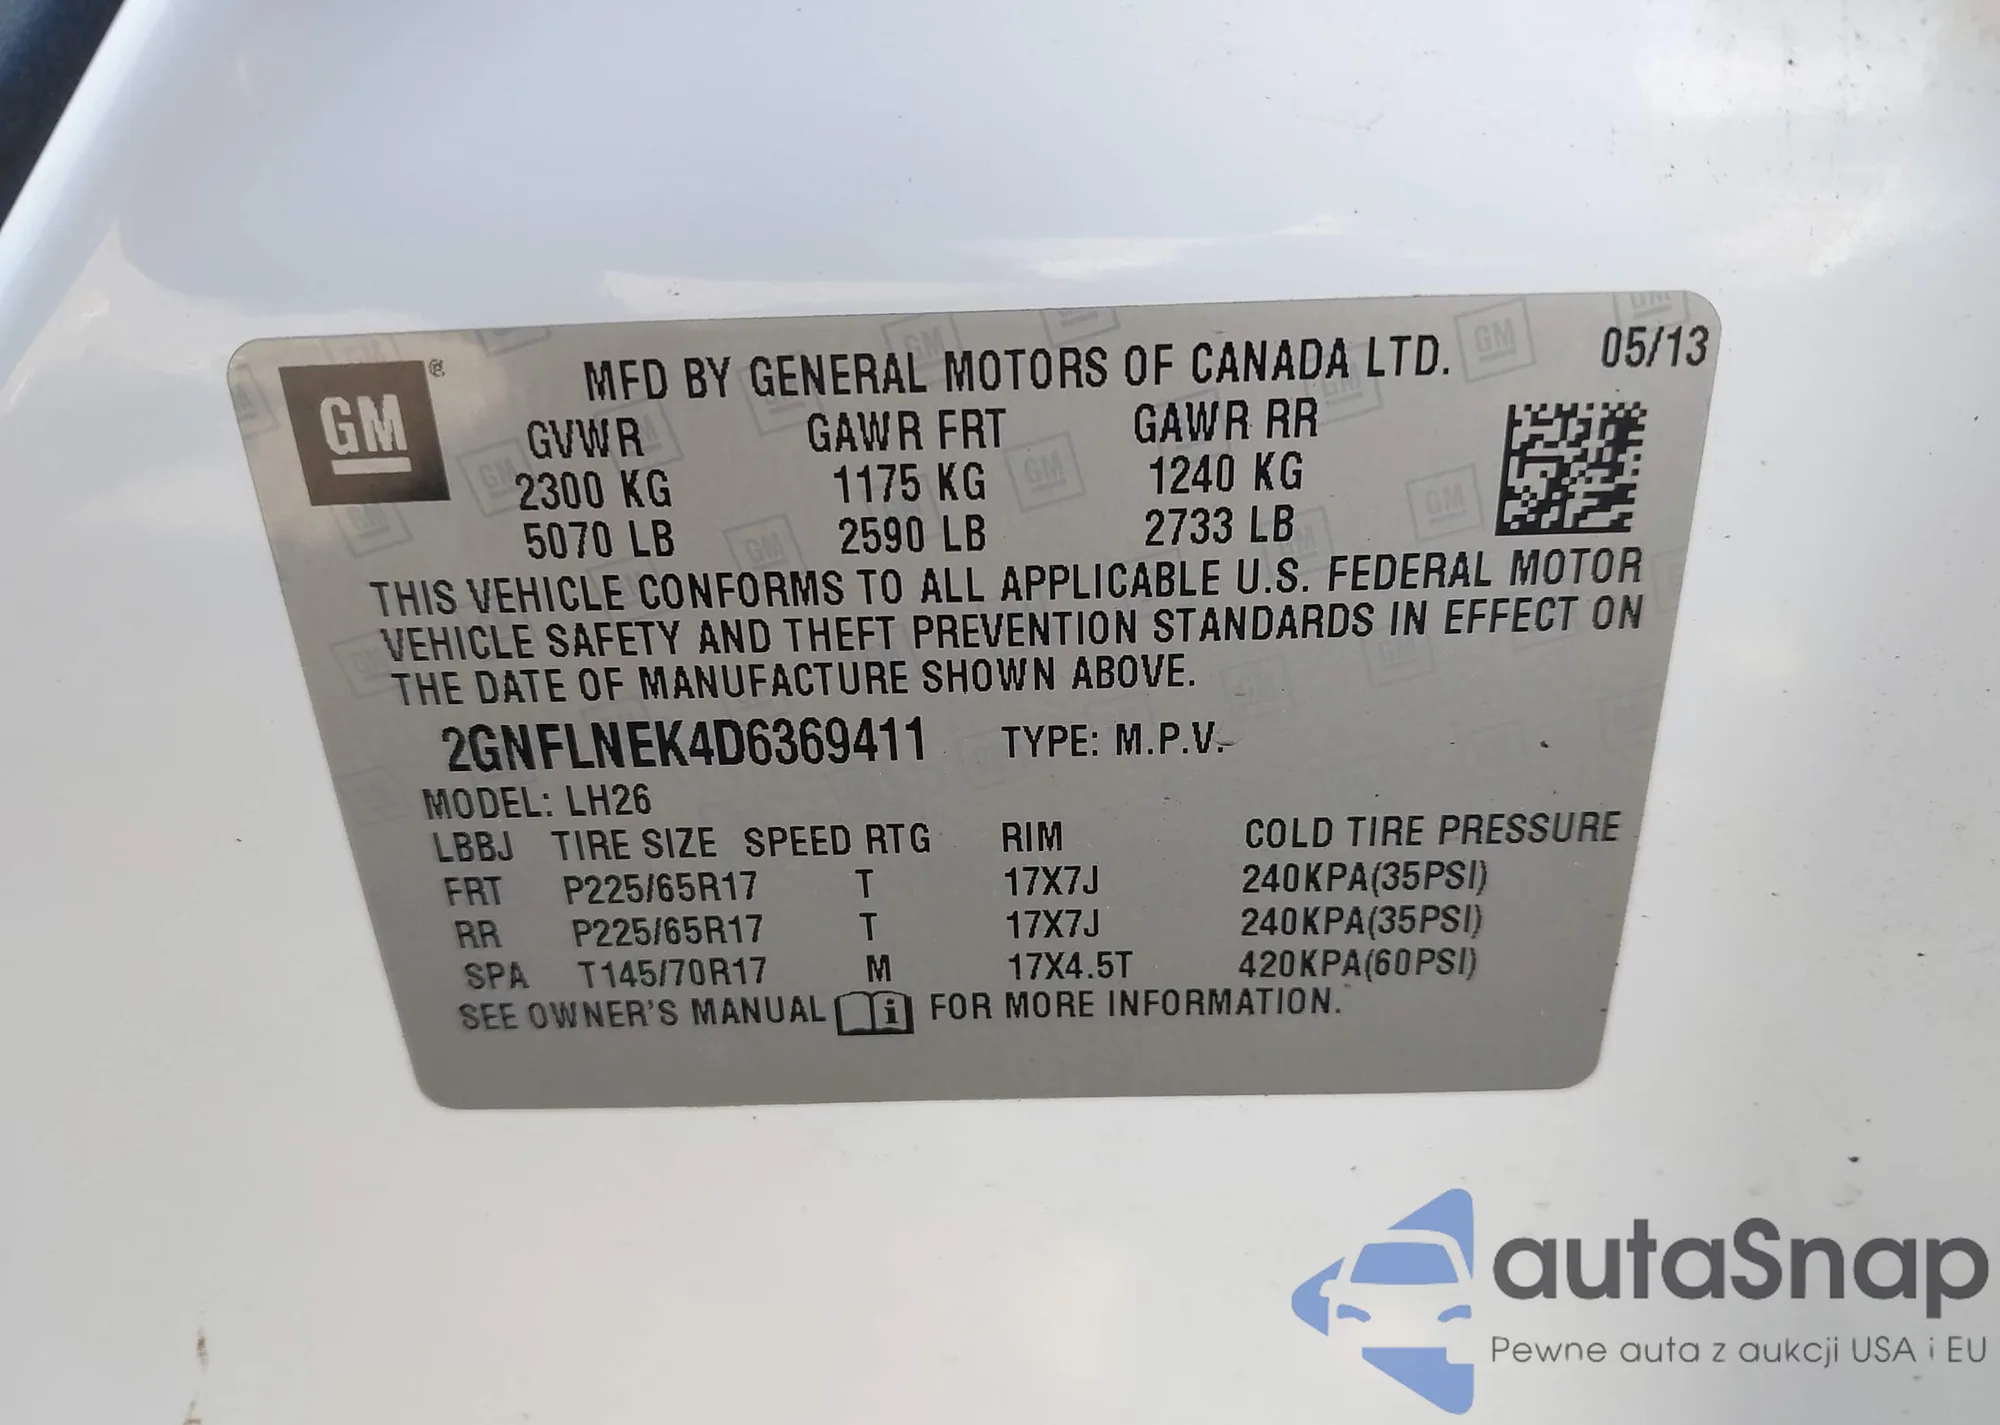 GM ®
MFD BY GENERAL MOTORS OF CANADA LTD. 05/13
GVWR GAWR FRT GAWR RR
2300 KG 1175 KG 1240 KG
5070 LB 2590 LB 2733 LB
THIS VEHICLE CONFORMS TO ALL APPLICABLE U.S. FEDERAL MOTOR
VEHICLE SAFETY AND THEFT PREVENTION STANDARDS IN EFFECT ON
THE DATE OF MANUFACTURE SHOWN ABOVE.
2GNFLNEK4D6369411 TYPE: M.P.V.
MODEL: LH26
LBBJ TIRE SIZE SPEED RTG RIM COLD TIRE PRESSURE
FRT P225/65R17 T 17X7J 240KPA(35PSI)
RR P225/65R17 T 17X7J 240KPA(35PSI)
SPA T145/70R17 M 17X4.5T 420KPA(60PSI)
SEE OWNER'S MANUAL i FOR MORE INFORMATION.
autaSnap
Pewne auta z aukcji USA i EU